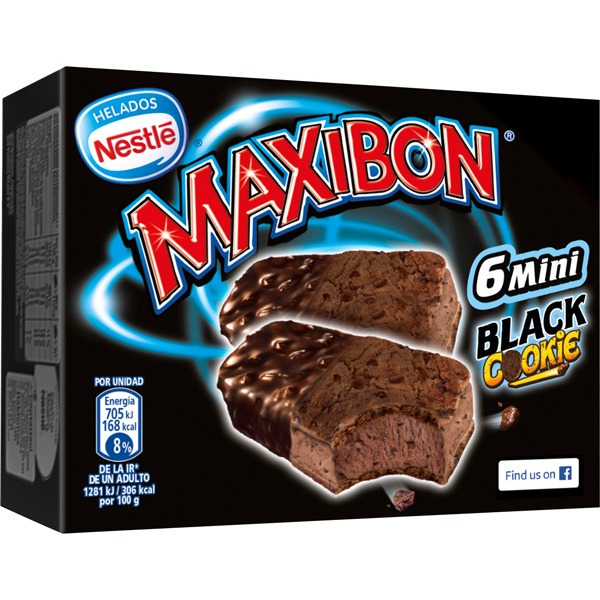 HELADOS
Nestlé
®
MAXIBON®
6 Mini
BLACK
COOKiE
POR UNIDAD
Energía
705 kJ
168 kcal
8%
DE LA IR*
DE UN ADULTO
1281 kJ / 306 kcal
por 100 g
Find us on f